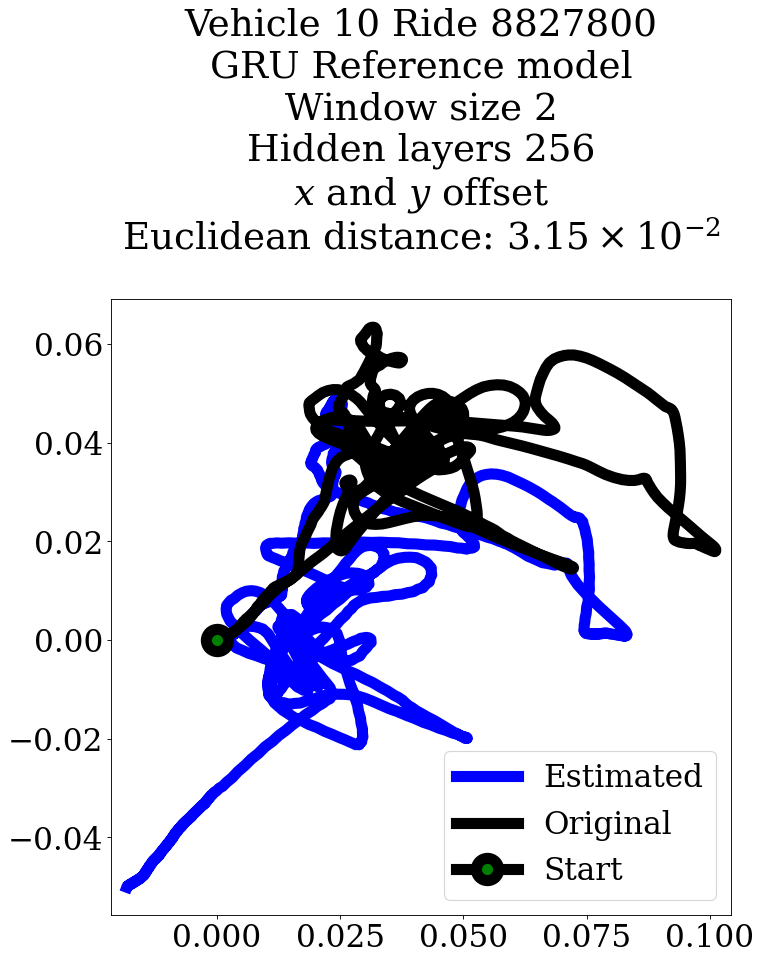 Vehicle 10 Ride 8827800
GRU Reference model
Window size 2
Hidden layers 256
x and y offset
Euclidean distance: 3.15 × 10⁻²
0.06
0.04
0.02
0.00
−0.02
−0.04
Estimated
Original
Start
0.000 0.025 0.050 0.075 0.100